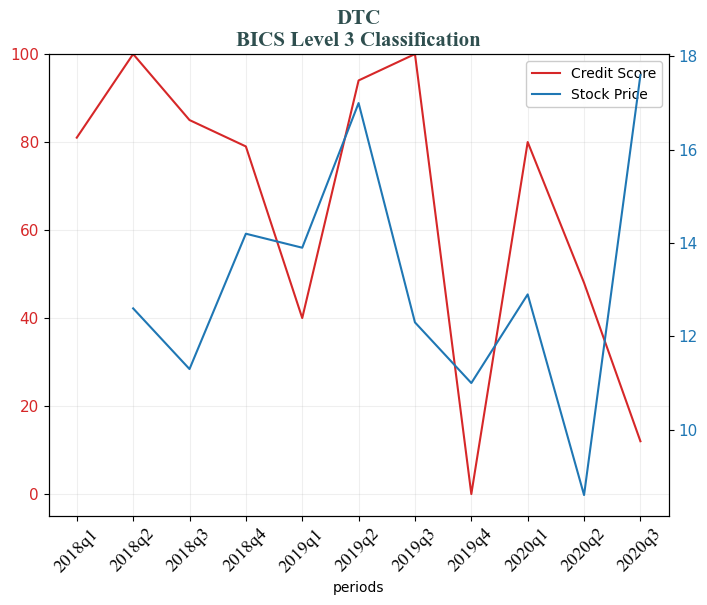 DTC
BICS Level 3 Classification
100
80
60
40
20
0
18
16
14
12
10
Credit Score
Stock Price
2018q1
2018q2
2018q3
2018q4
2019q1
2019q2
2019q3
2019q4
2020q1
2020q2
2020q3
periods